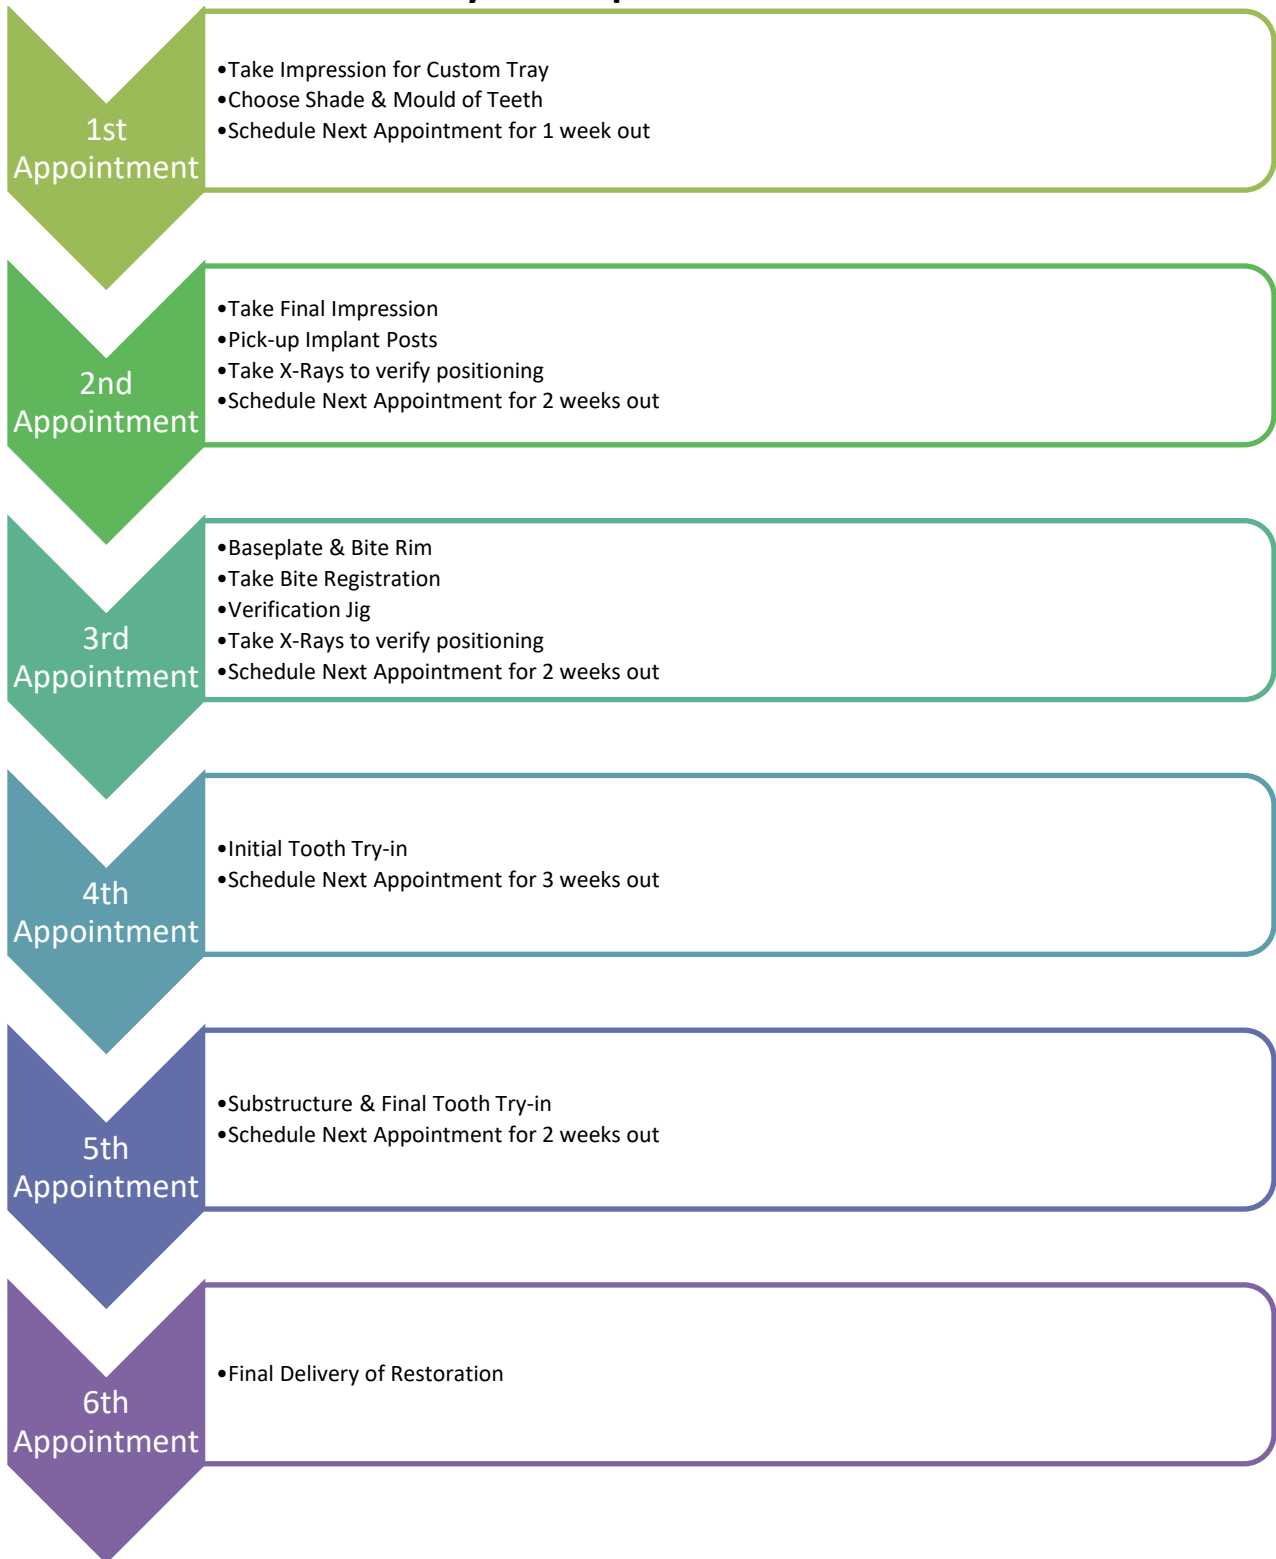 1st
Appointment
•Take Impression for Custom Tray
•Choose Shade & Mould of Teeth
•Schedule Next Appointment for 1 week out
2nd
Appointment
•Take Final Impression
•Pick-up Implant Posts
•Take X-Rays to verify positioning
•Schedule Next Appointment for 2 weeks out
3rd
Appointment
•Baseplate & Bite Rim
•Take Bite Registration
•Verification Jig
•Take X-Rays to verify positioning
•Schedule Next Appointment for 2 weeks out
4th
Appointment
•Initial Tooth Try-in
•Schedule Next Appointment for 3 weeks out
5th
Appointment
•Substructure & Final Tooth Try-in
•Schedule Next Appointment for 2 weeks out
6th
Appointment
•Final Delivery of Restoration